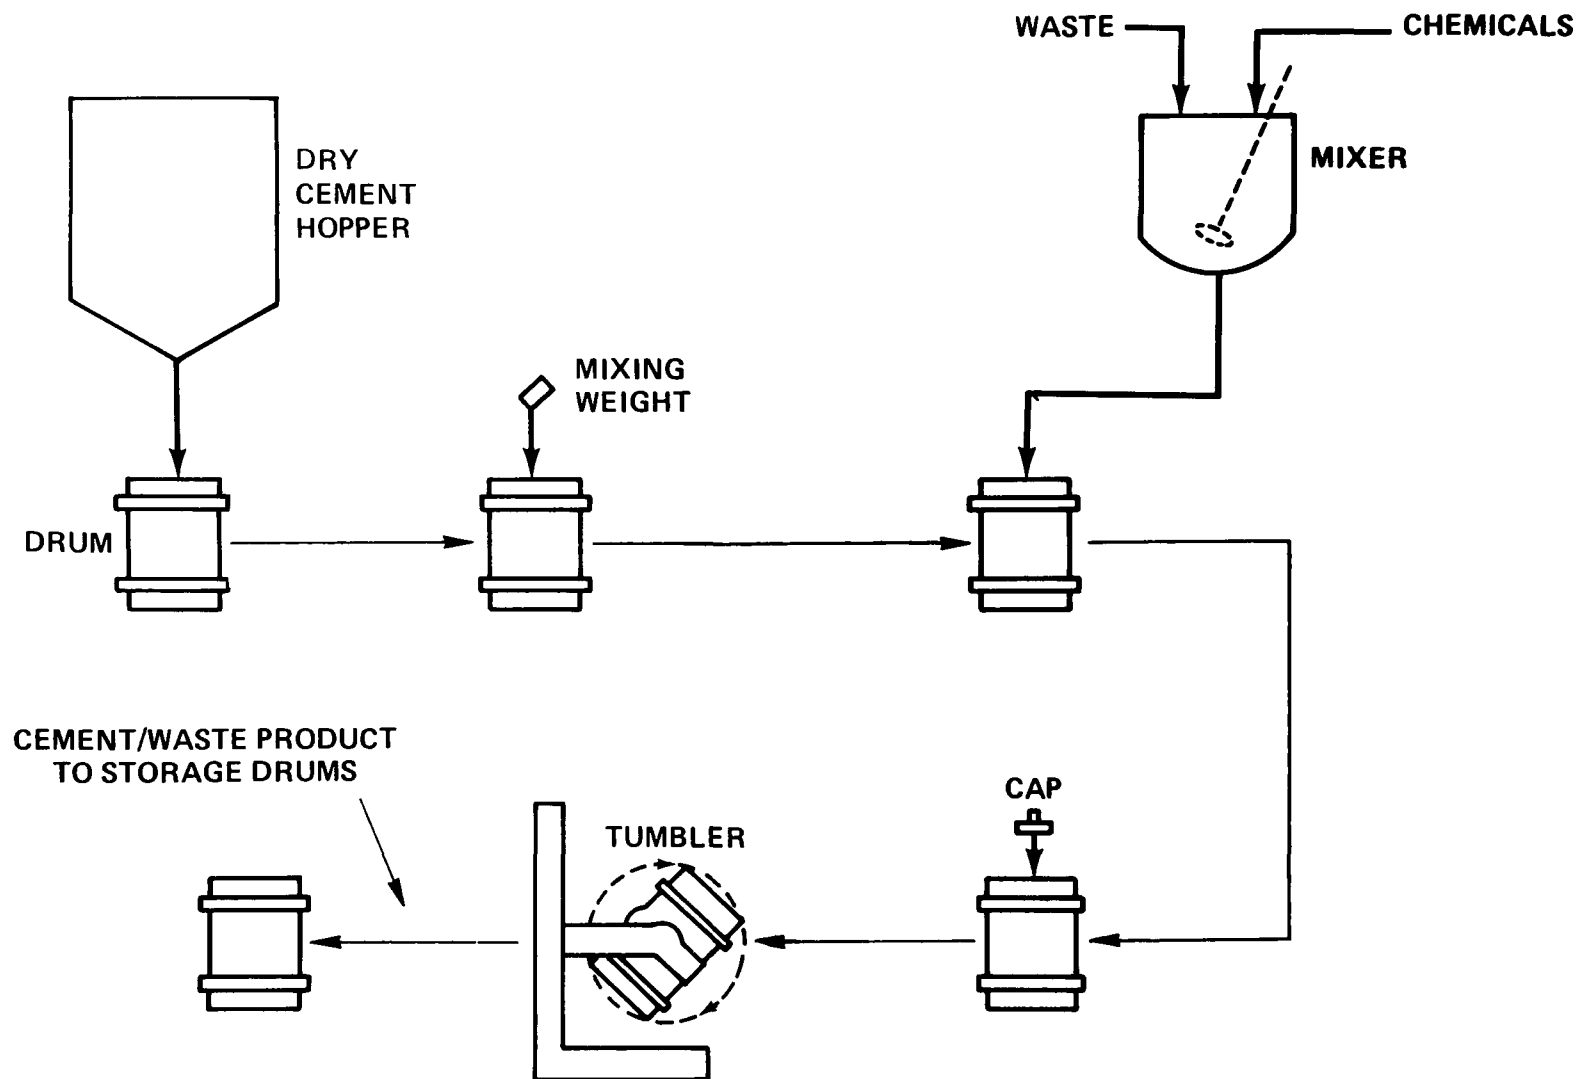 WASTE
CHEMICALS
MIXER
DRY
CEMENT
HOPPER
MIXING
WEIGHT
DRUM
CEMENT/WASTE PRODUCT
TO STORAGE DRUMS
TUMBLER
CAP